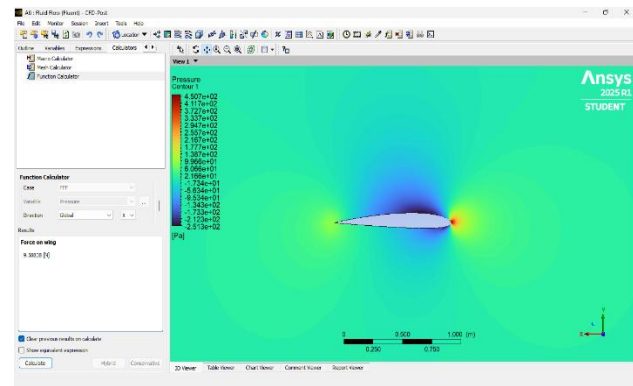 A6 : Fluid Flow (Fluent) - CFD-Post
File Edit Monitor Session Insert Tools Help
Location
Outline Variables Expressions Calculators
Macro Calculator
Mesh Calculator
Function Calculator
Function Calculator
Case FFF
Variable Pressure
Direction Global X
Results
Force on wing
[N]
Clear previous results on calculate
Show equivalent expression
Calculate Hybrid Conservative
View 1
Pressure
Contour 1
4.507e+02
4.117e+02
3.727e+02
3.337e+02
2.947e+02
2.557e+02
2.167e+02
1.777e+02
1.387e+02
9.966e+01
6.066e+01
2.166e+01
-1.734e+01
-5.634e+01
-9.534e+01
-1.343e+02
-1.733e+02
-2.123e+02
-2.513e+02
[Pa]
Ansys
2025 R1
STUDENT
0 0.500 1.000 (m)
0.250 0.750
Y
X
3D Viewer Table Viewer Chart Viewer Comment Viewer Report Viewer